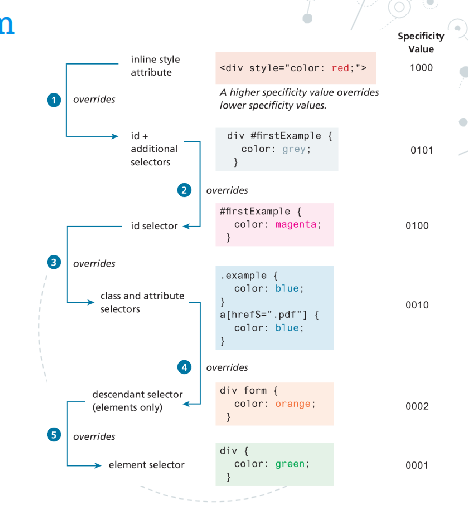 m
Specificity
Value
inline style
attribute
<div style="color: red;">
1000
1
overrides
A higher specificity value overrides
lower specificity values.
id +
additional
selectors
div #firstExample {
color: grey;
}
0101
2
overrides
id selector
#firstExample {
color: magenta;
}
0100
3
overrides
class and attribute
selectors
.example {
color: blue;
}
a[href$=".pdf"] {
color: blue;
}
0010
4
overrides
descendant selector
(elements only)
div form {
color: orange;
}
0002
5
overrides
element selector
div {
color: green;
}
0001